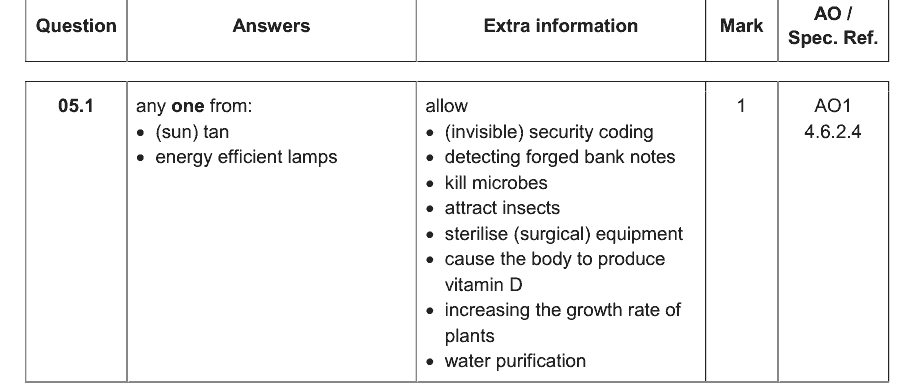 Question Answers Extra information Mark AO /
Spec. Ref.
05.1 any one from: allow 1 AO1
• (sun) tan • (invisible) security coding 4.6.2.4
• energy efficient lamps • detecting forged bank notes
• kill microbes
• attract insects
• sterilise (surgical) equipment
• cause the body to produce
vitamin D
• increasing the growth rate of
plants
• water purification